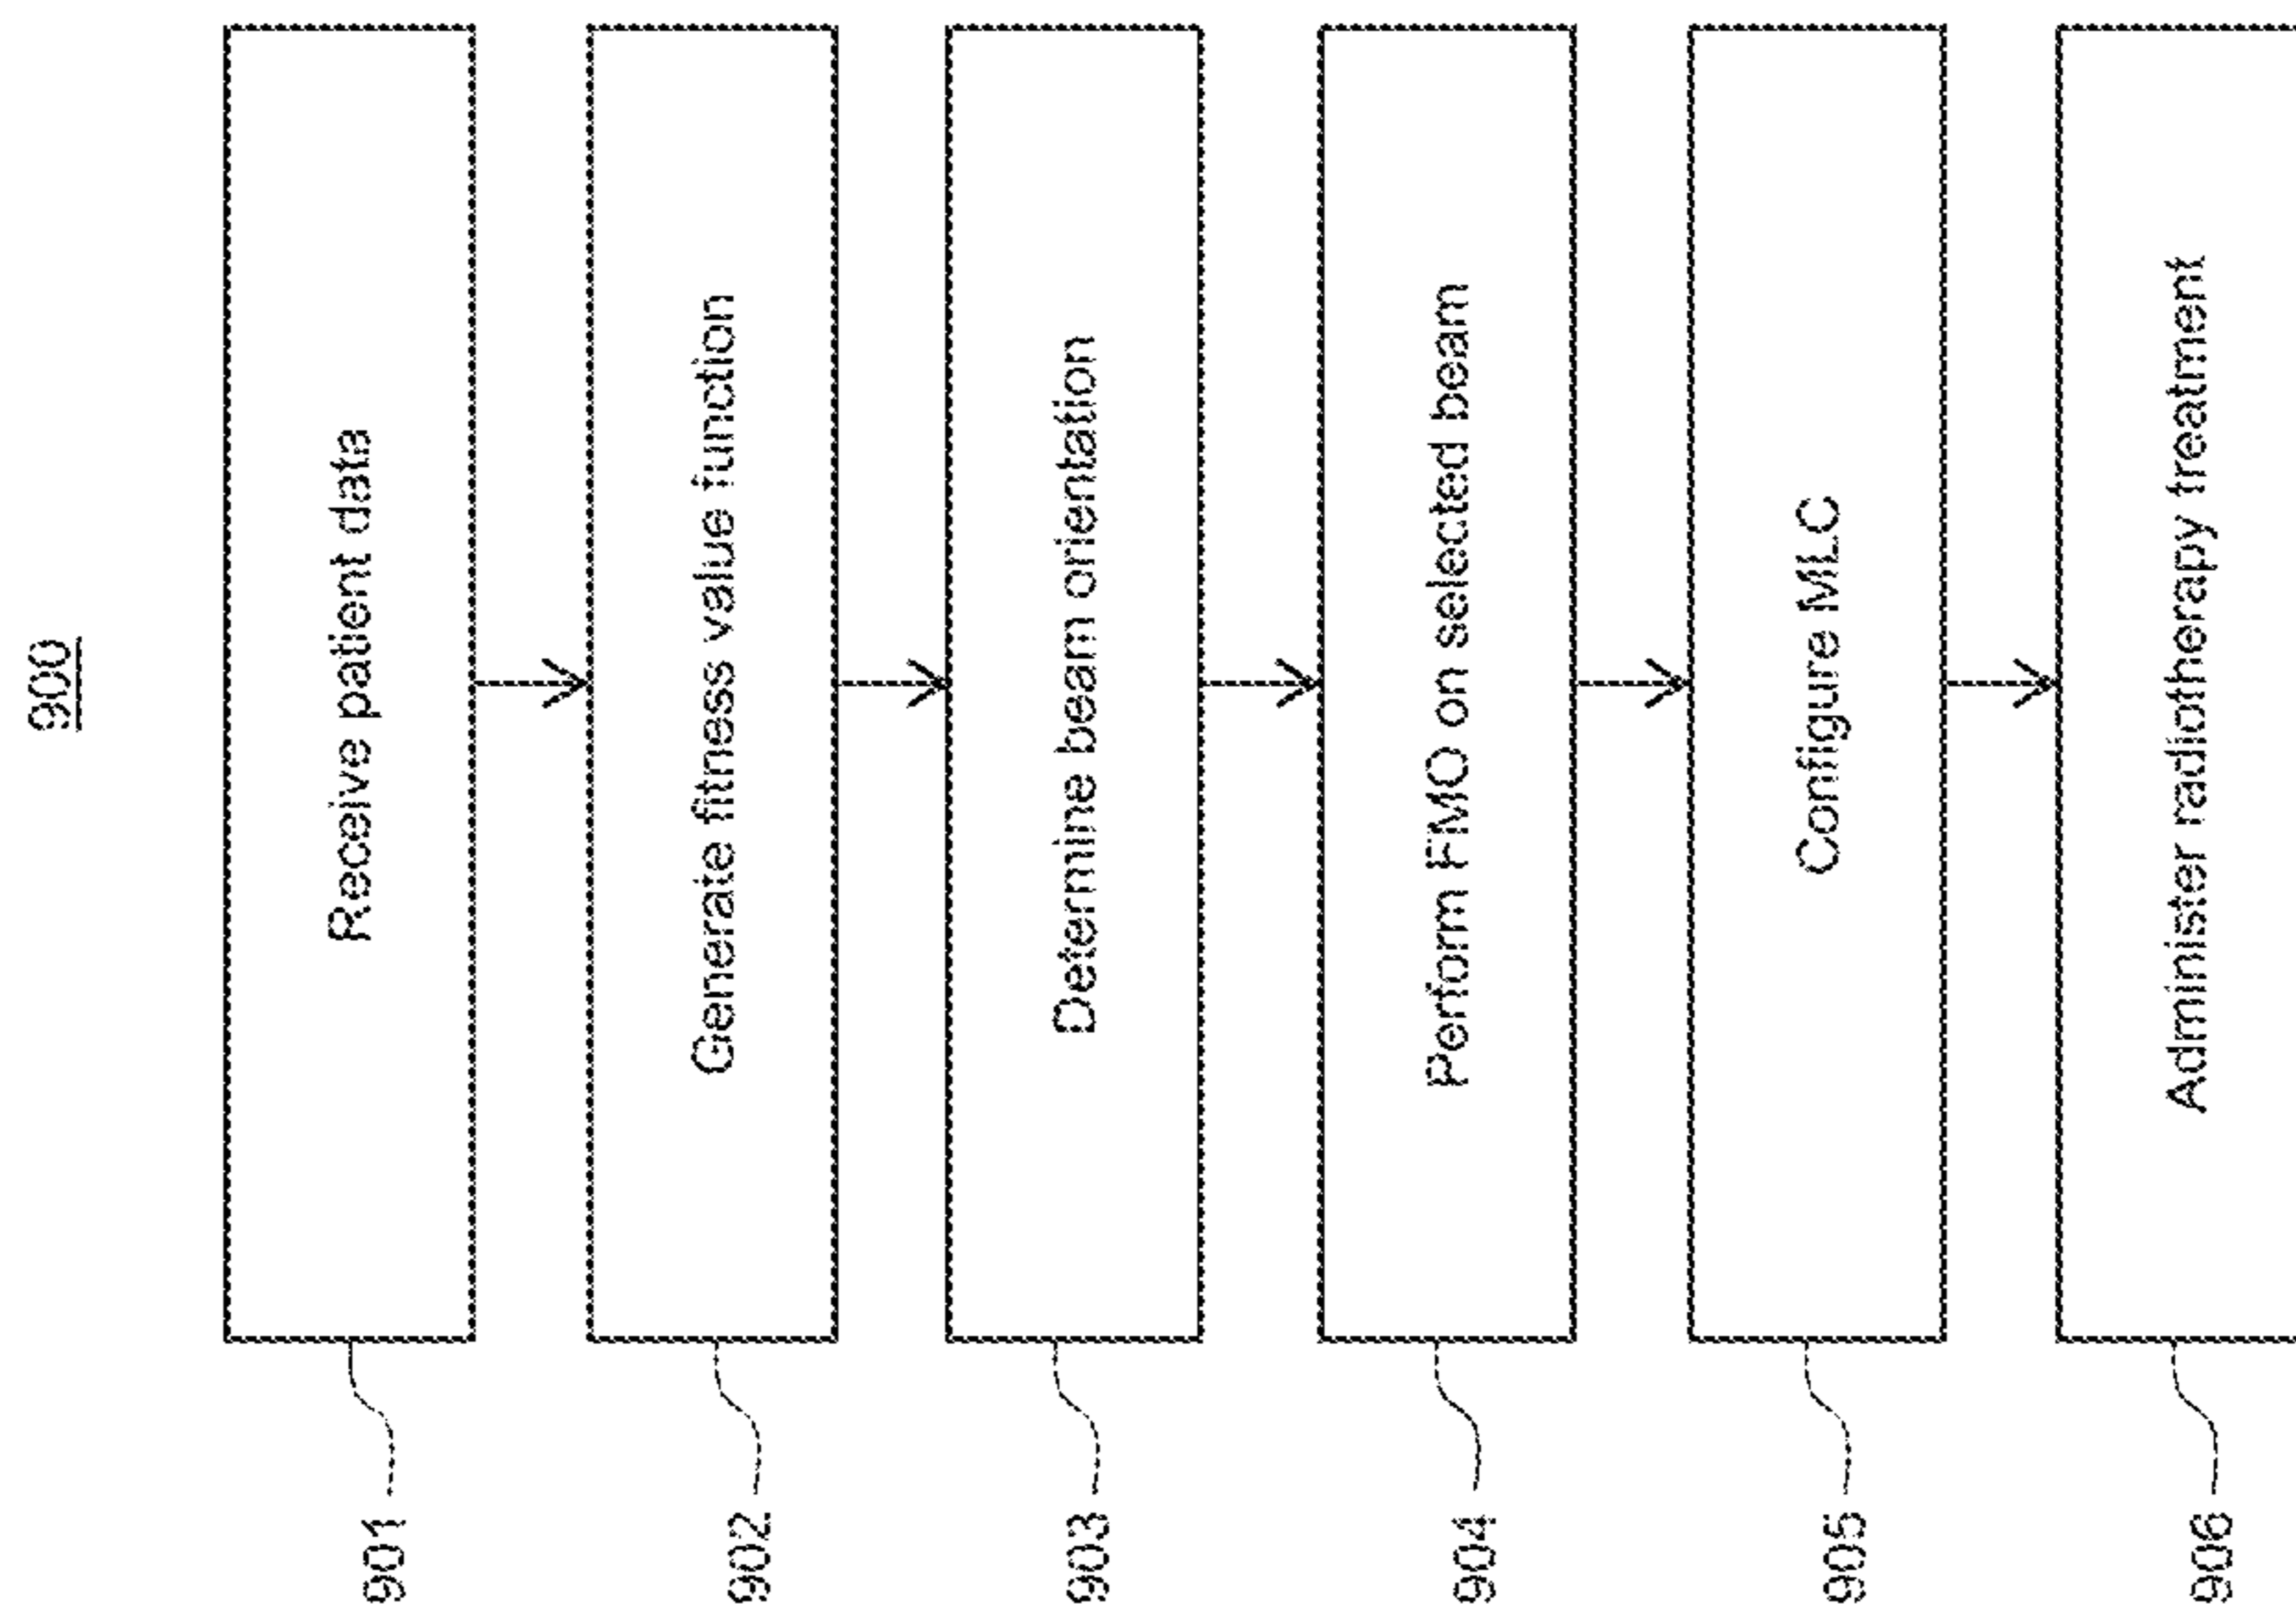 900
Receive patient data
901
Generate fitness value function
902
Determine beam orientation
903
Perform FMO on selected beam
904
Configure MLC
905
Administer radiotherapy treatment
906